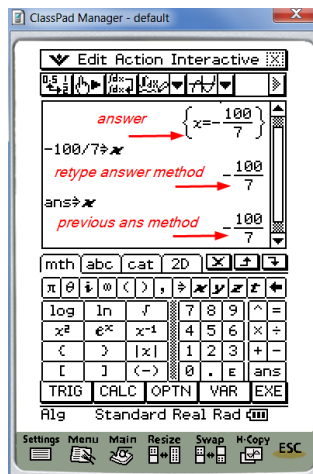 ClassPad Manager - default
X
Edit Action Interactive
answer
{x=-100/7}
-100/7⇒x
retype answer method
-100/7
ans⇒x
previous ans method
-100/7
mth abc cat 2D
π θ i ∞ ( ) , ⇒ x y z t
log ln √ 7 8 9 ^ =
x² eˣ x⁻¹ 4 5 6 × ÷
( ) |x| 1 2 3 + -
[ ] (-) 0 . E ans
TRIG CALC OPTN VAR EXE
Alg Standard Real Rad
Settings Menu Main Resize Swap H-Copy ESC